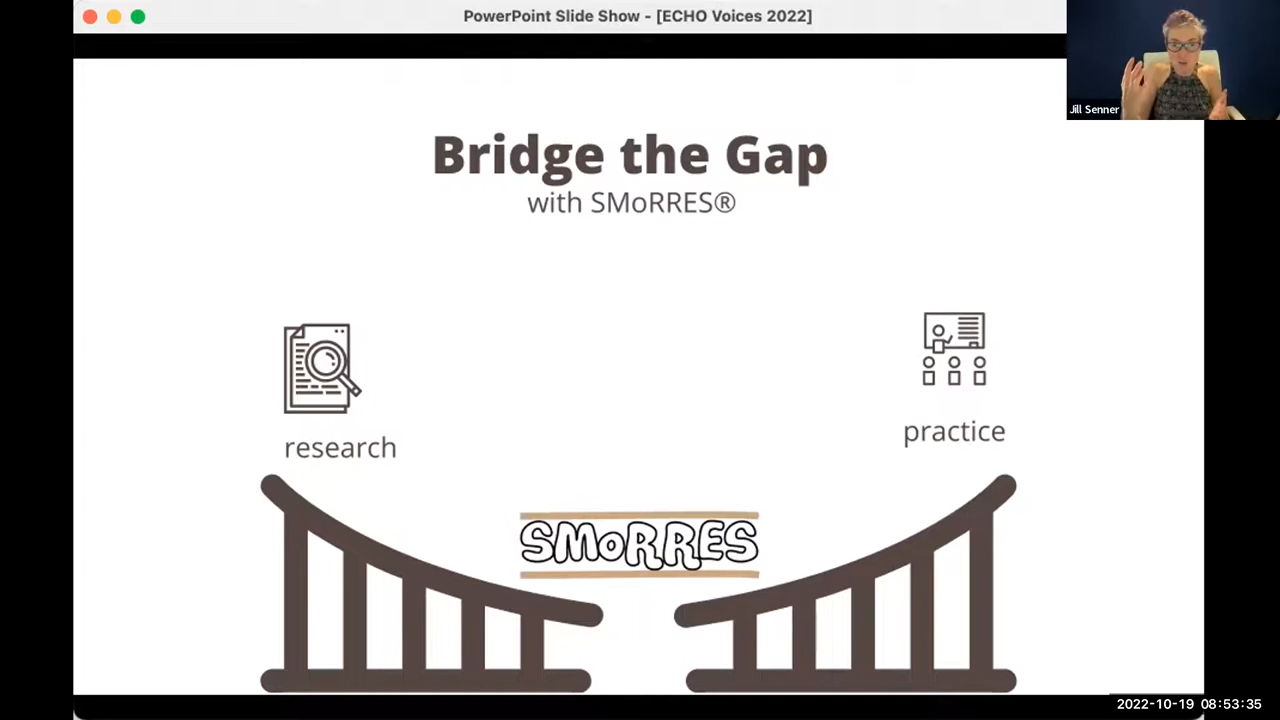 PowerPoint Slide Show - [ECHO Voices 2022]
Jill Senner
Bridge the Gap
with SMoRRES®
research
practice
SMoRRES
2022-10-19 08:53:35